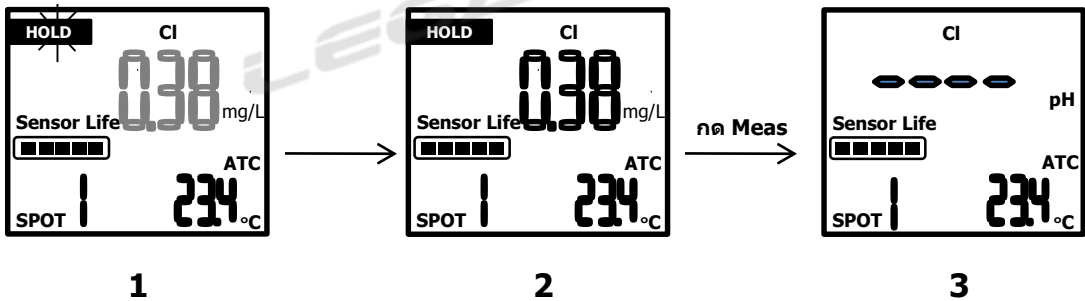 HOLD
Cl
0.38
mg/L
Sensor Life
ATC
SPOT 1 23.4 °C
1
HOLD
Cl
0.38
mg/L
Sensor Life
ATC
SPOT 1 23.4 °C
2
กด Meas
Cl
----
pH
Sensor Life
ATC
SPOT 1 23.4 °C
3